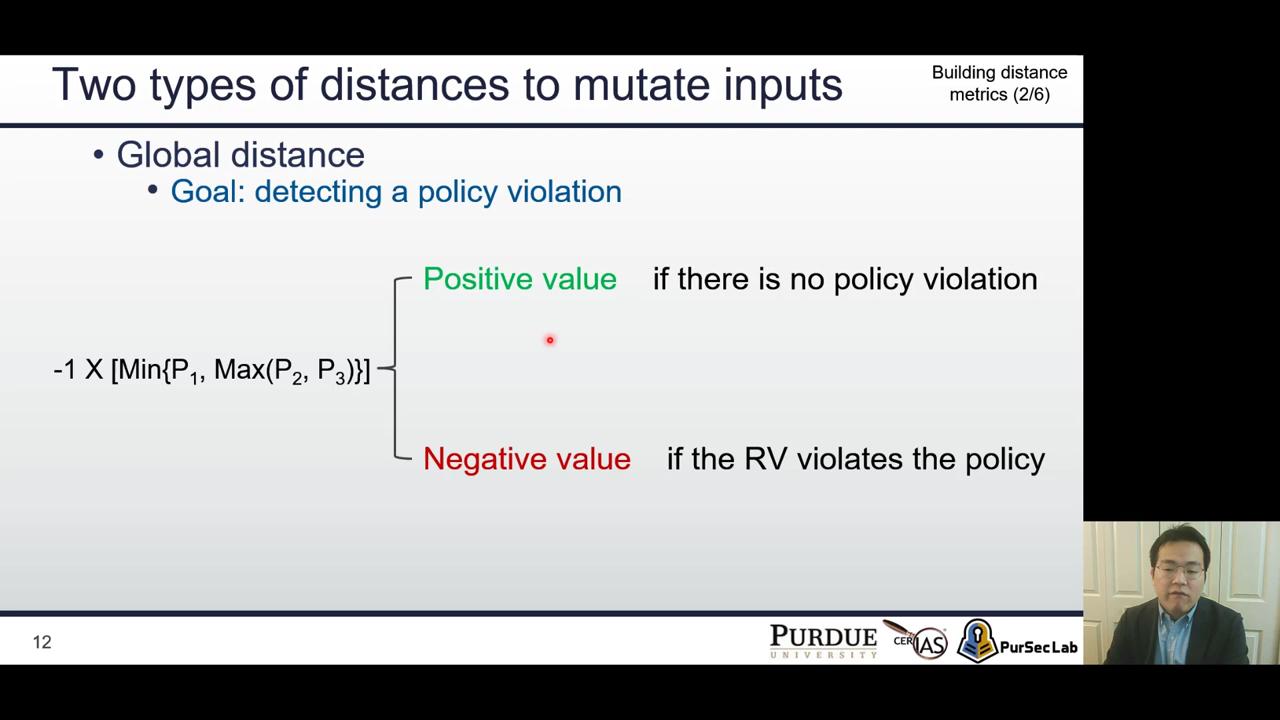 Two types of distances to mutate inputs
Building distance
metrics (2/6)
• Global distance
• Goal: detecting a policy violation
Positive value if there is no policy violation
-1 X [Min{P1, Max(P2, P3)}]
Negative value if the RV violates the policy
12
PURDUE
UNIVERSITY
CERIAS
PurSecLab